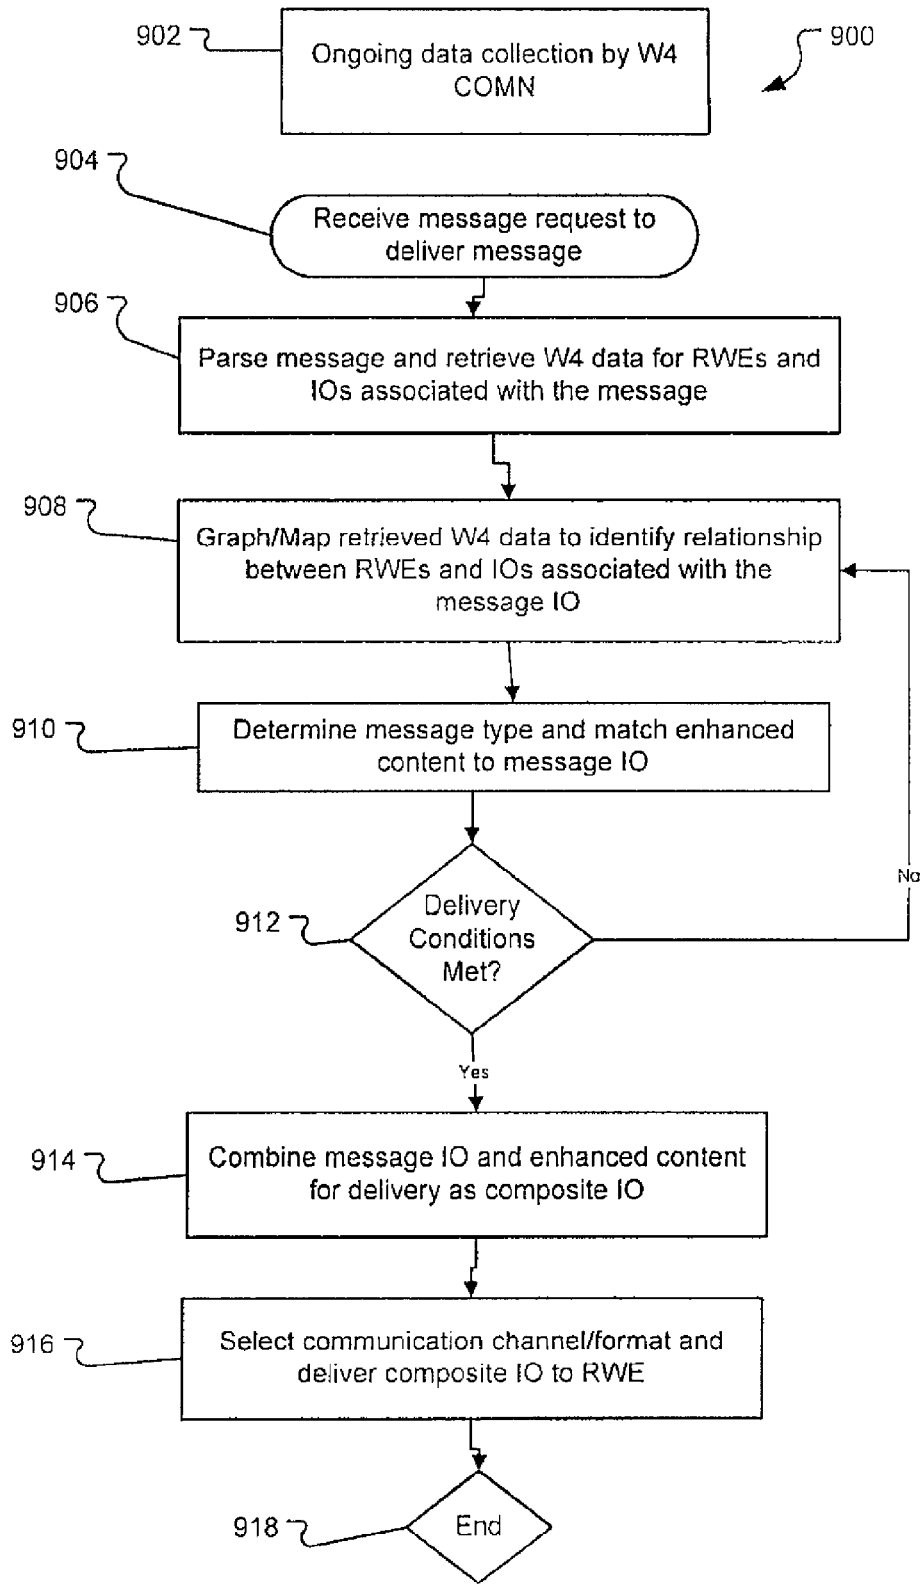 902
Ongoing data collection by W4
COMN
900
904
Receive message request to
deliver message
906
Parse message and retrieve W4 data for RWEs and
IOs associated with the message
908
Graph/Map retrieved W4 data to identify relationship
between RWEs and IOs associated with the
message IO
910
Determine message type and match enhanced
content to message IO
912
Delivery
Conditions
Met?
No
Yes
914
Combine message IO and enhanced content
for delivery as composite IO
916
Select communication channel/format and
deliver composite IO to RWE
918
End